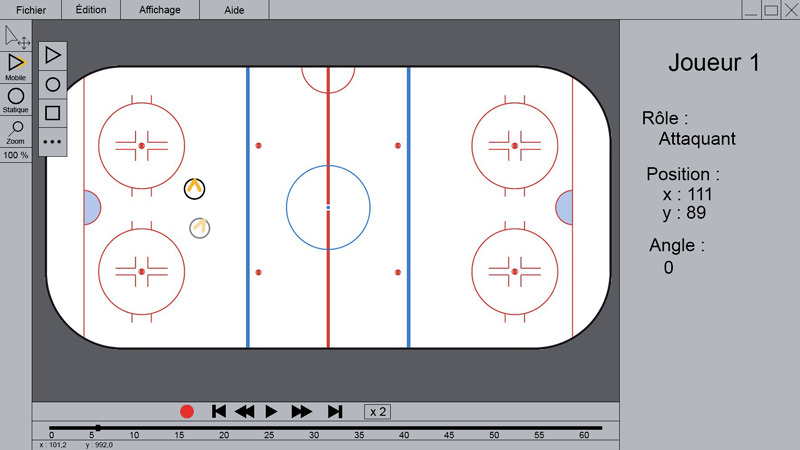 Fichier Édition Affichage Aide
Mobile
Statique
Zoom
100 %
Joueur 1
Rôle :
Attaquant
Position :
x : 111
y : 89
Angle :
0
x 2
0 5 10 15 20 25 30 35 40 45 50 55 60
x : 101,2 y : 992,0